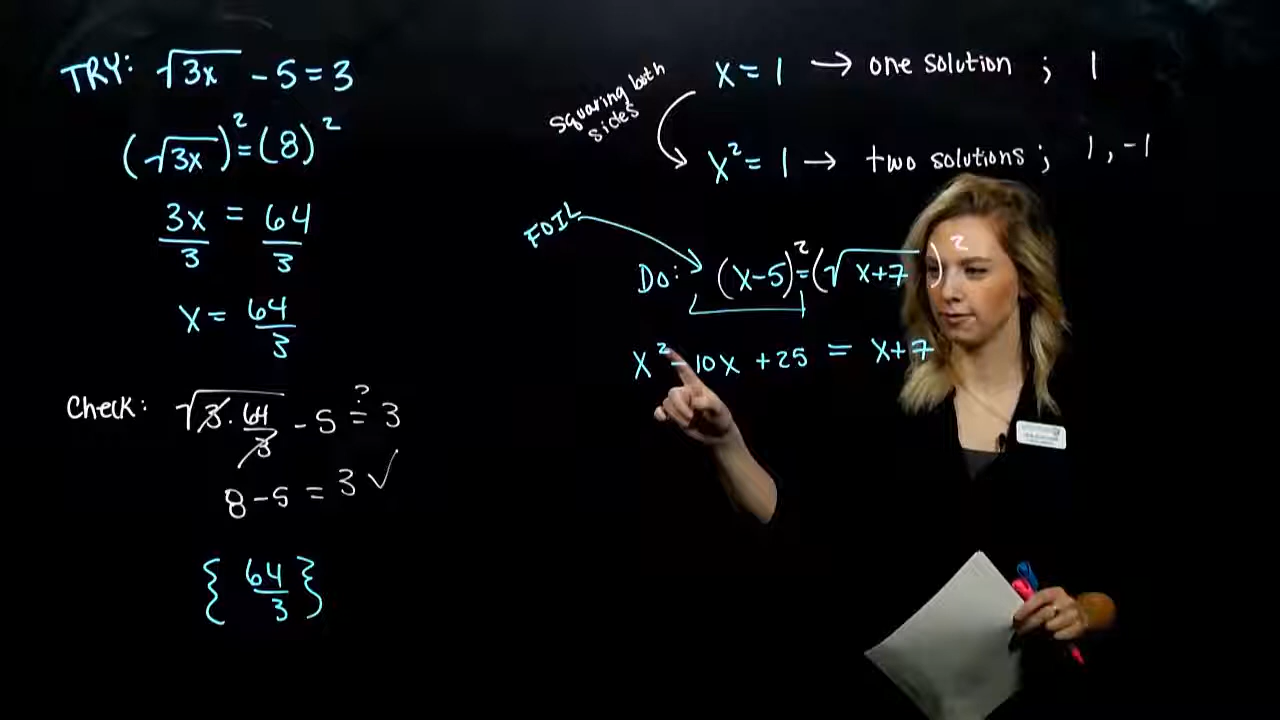 TRY: √3x - 5 = 3
(√3x)² = (8)²
3x/3 = 64/3
x = 64/3
Check: √3·64/3 - 5 ?= 3
8 - 5 = 3 ✓
{64/3}
x = 1 → one solution ; 1
squaring both sides
x² = 1 → two solutions ; 1, -1
FOIL
Do: (x-5)² = (√x+7)²
x² - 10x + 25 = x+7